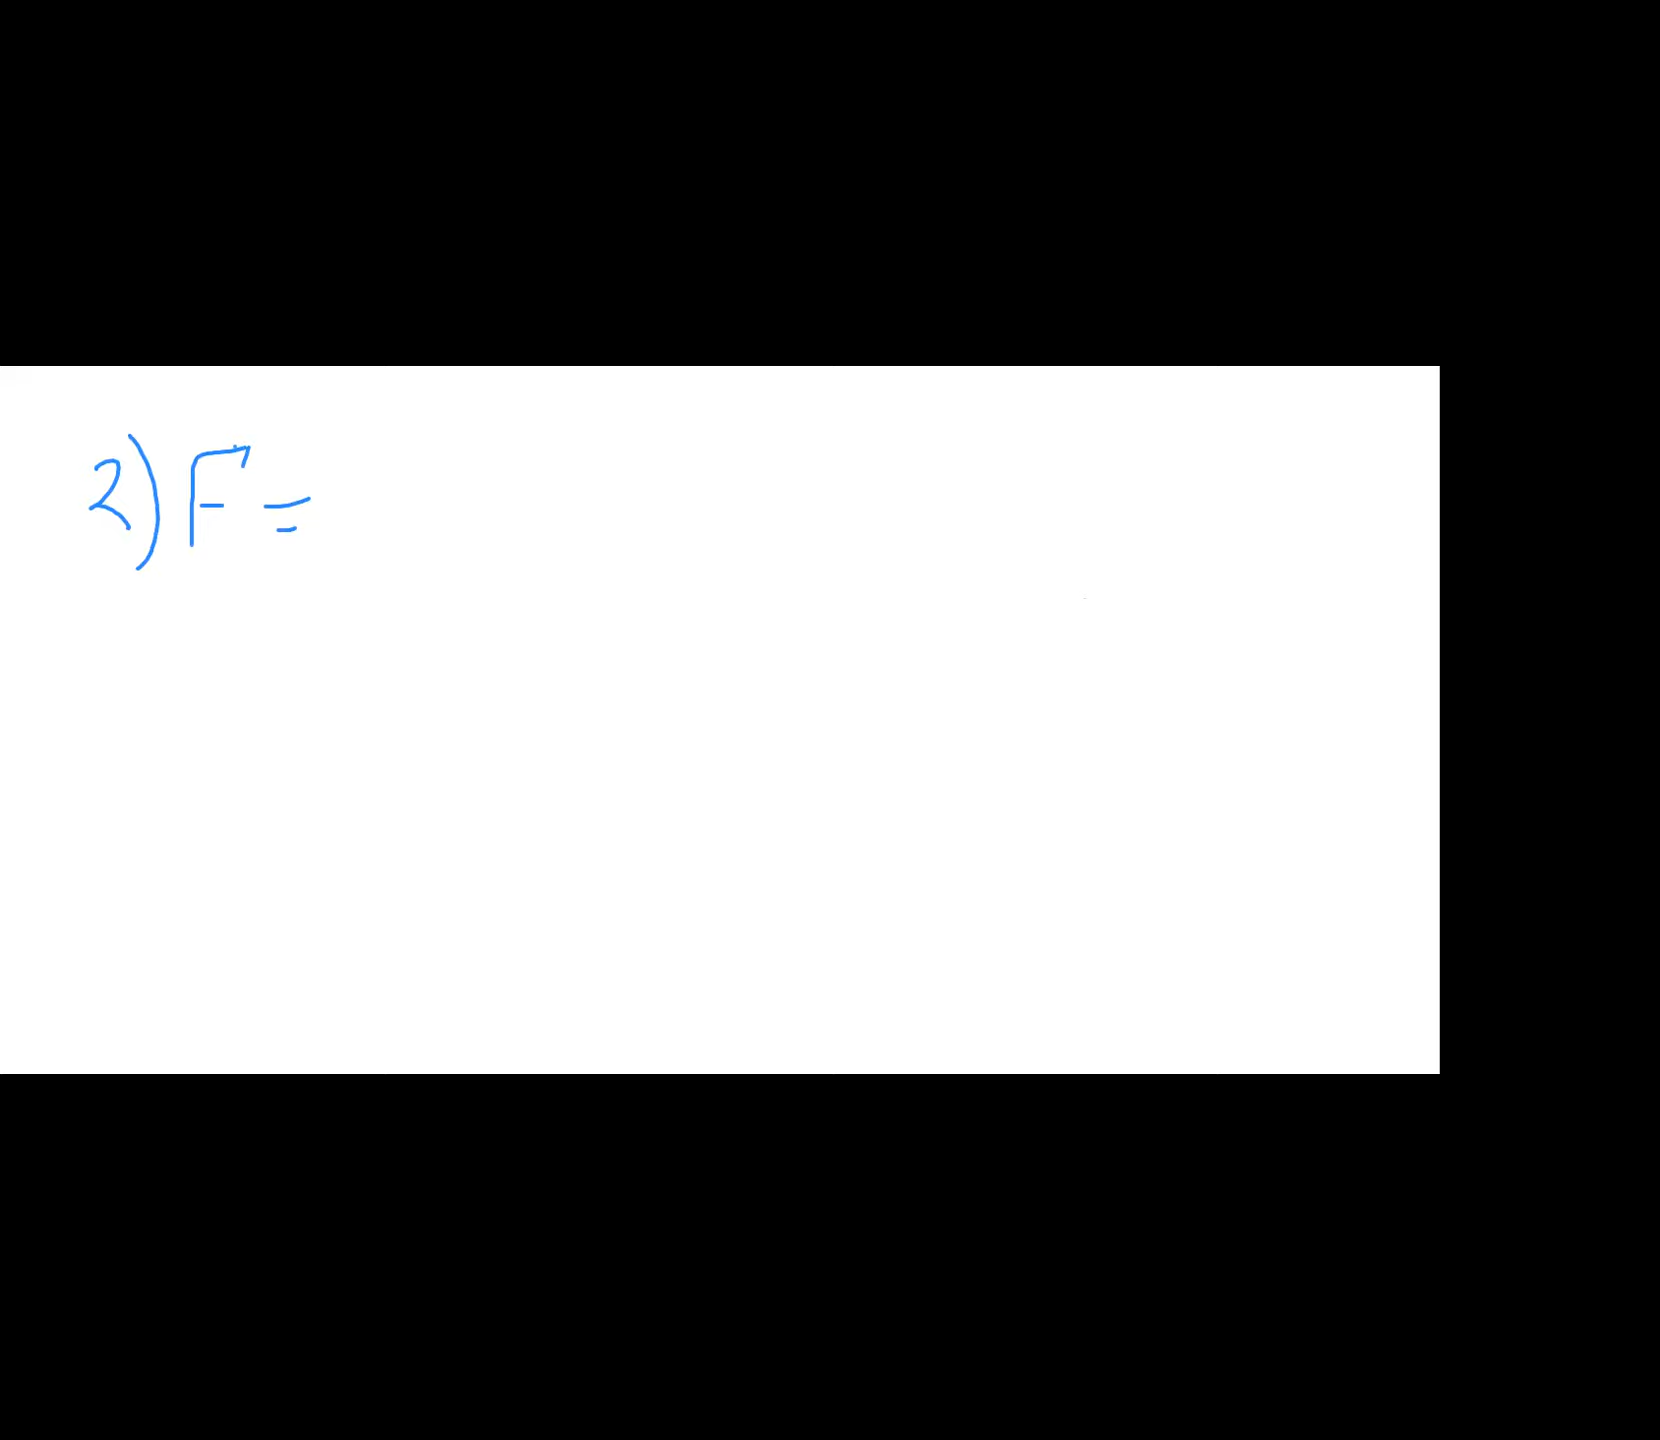 2) F =